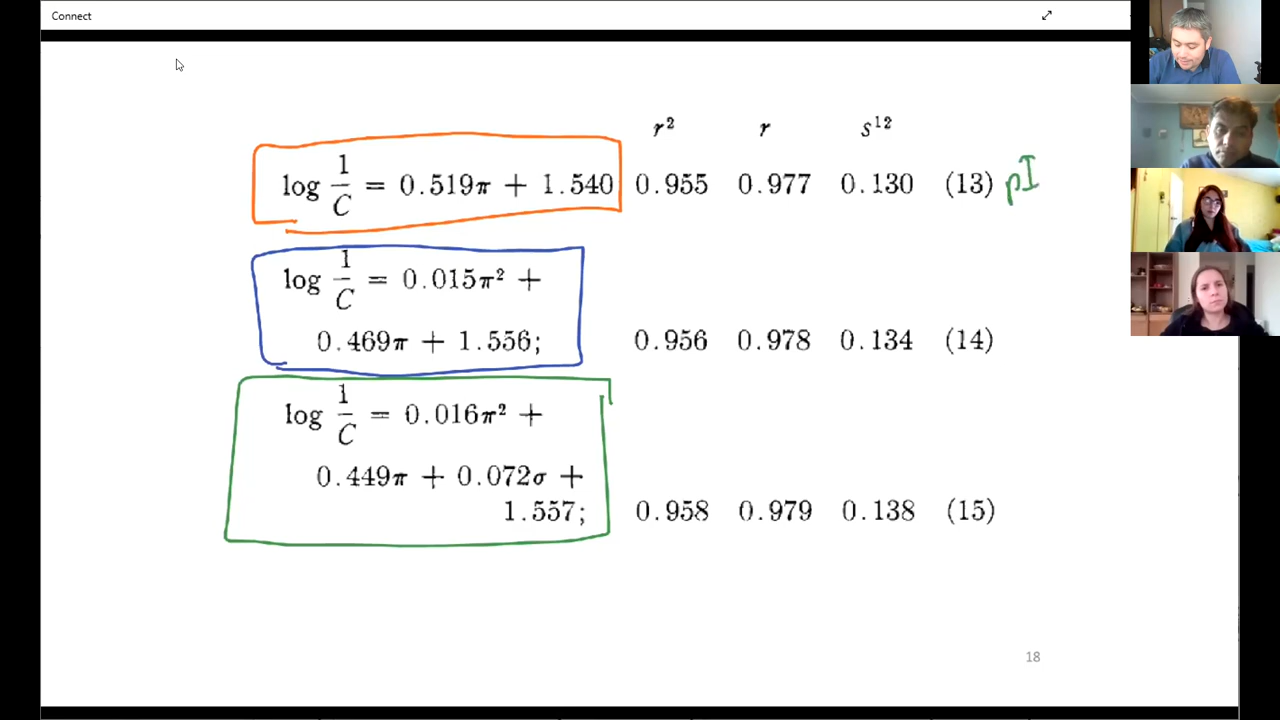 Connect
r² r s¹²
log 1/C = 0.519π + 1.540 0.955 0.977 0.130 (13) pI
log 1/C = 0.015π² +
0.469π + 1.556; 0.956 0.978 0.134 (14)
log 1/C = 0.016π² +
0.449π + 0.072σ +
1.557; 0.958 0.979 0.138 (15)
18